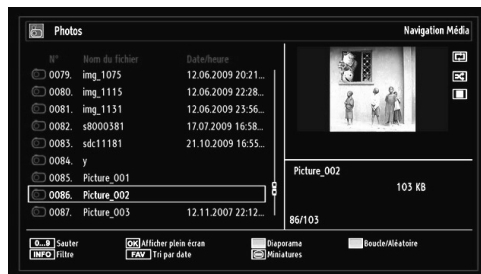 Photos
Navigation Média
N° Nom du fichier Date/heure
0079. img_1075 12.06.2009 20:21...
0080. img_1115 12.06.2009 22:28...
0081. img_1131 12.06.2009 23:56...
0082. s8000381 17.07.2009 16:58...
0083. sdc11181 21.10.2009 16:55...
0084. y
0085. Picture_001
0086. Picture_002
0087. Picture_003 12.11.2007 22:12...
Picture_002
103 KB
86/103
0...9 Sauter OK Afficher plein écran Diaporama Boucle/Aléatoire
INFO Filtre FAV Tri par date Miniatures